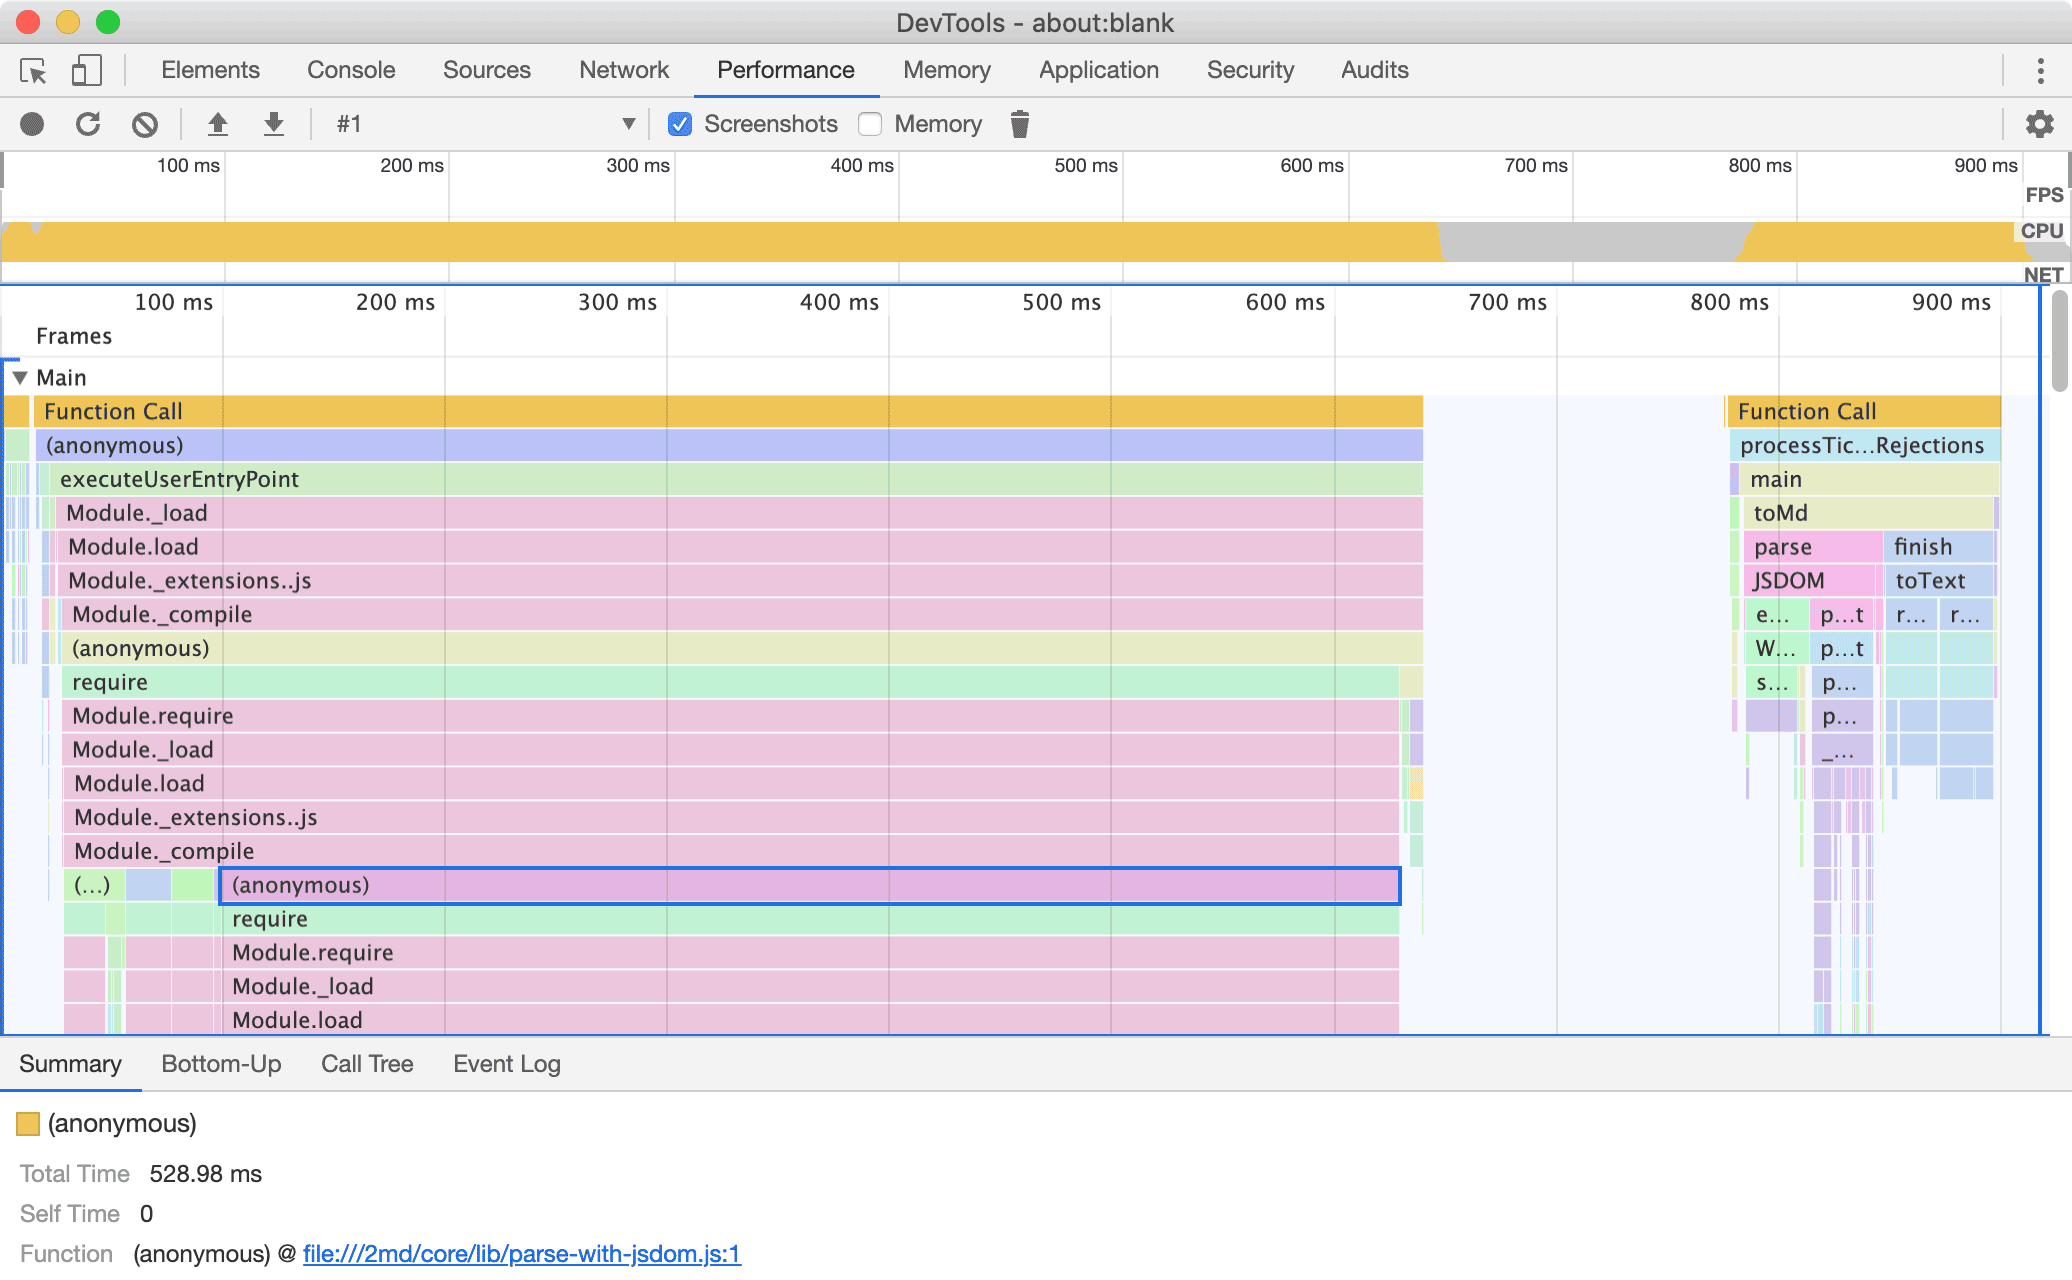 DevTools - about:blank
Elements Console Sources Network Performance Memory Application Security Audits
#1 Screenshots Memory
100 ms 200 ms 300 ms 400 ms 500 ms 600 ms 700 ms 800 ms 900 ms
FPS
CPU
NET
100 ms 200 ms 300 ms 400 ms 500 ms 600 ms 700 ms 800 ms 900 ms
Frames
Main
Function Call Function Call
(anonymous) processTic...Rejections
executeUserEntryPoint main
Module._load toMd
Module.load parse finish
Module._extensions..js JSDOM toText
Module._compile e... p...t r... r...
(anonymous) W... p...t
require s... p...
Module.require p...
Module._load _...
Module.load
Module._extensions..js
Module._compile
(...) (anonymous)
require
Module.require
Module._load
Module.load
Summary Bottom-Up Call Tree Event Log
(anonymous)
Total Time 528.98 ms
Self Time 0
Function (anonymous) @ file:///2md/core/lib/parse-with-jsdom.js:1